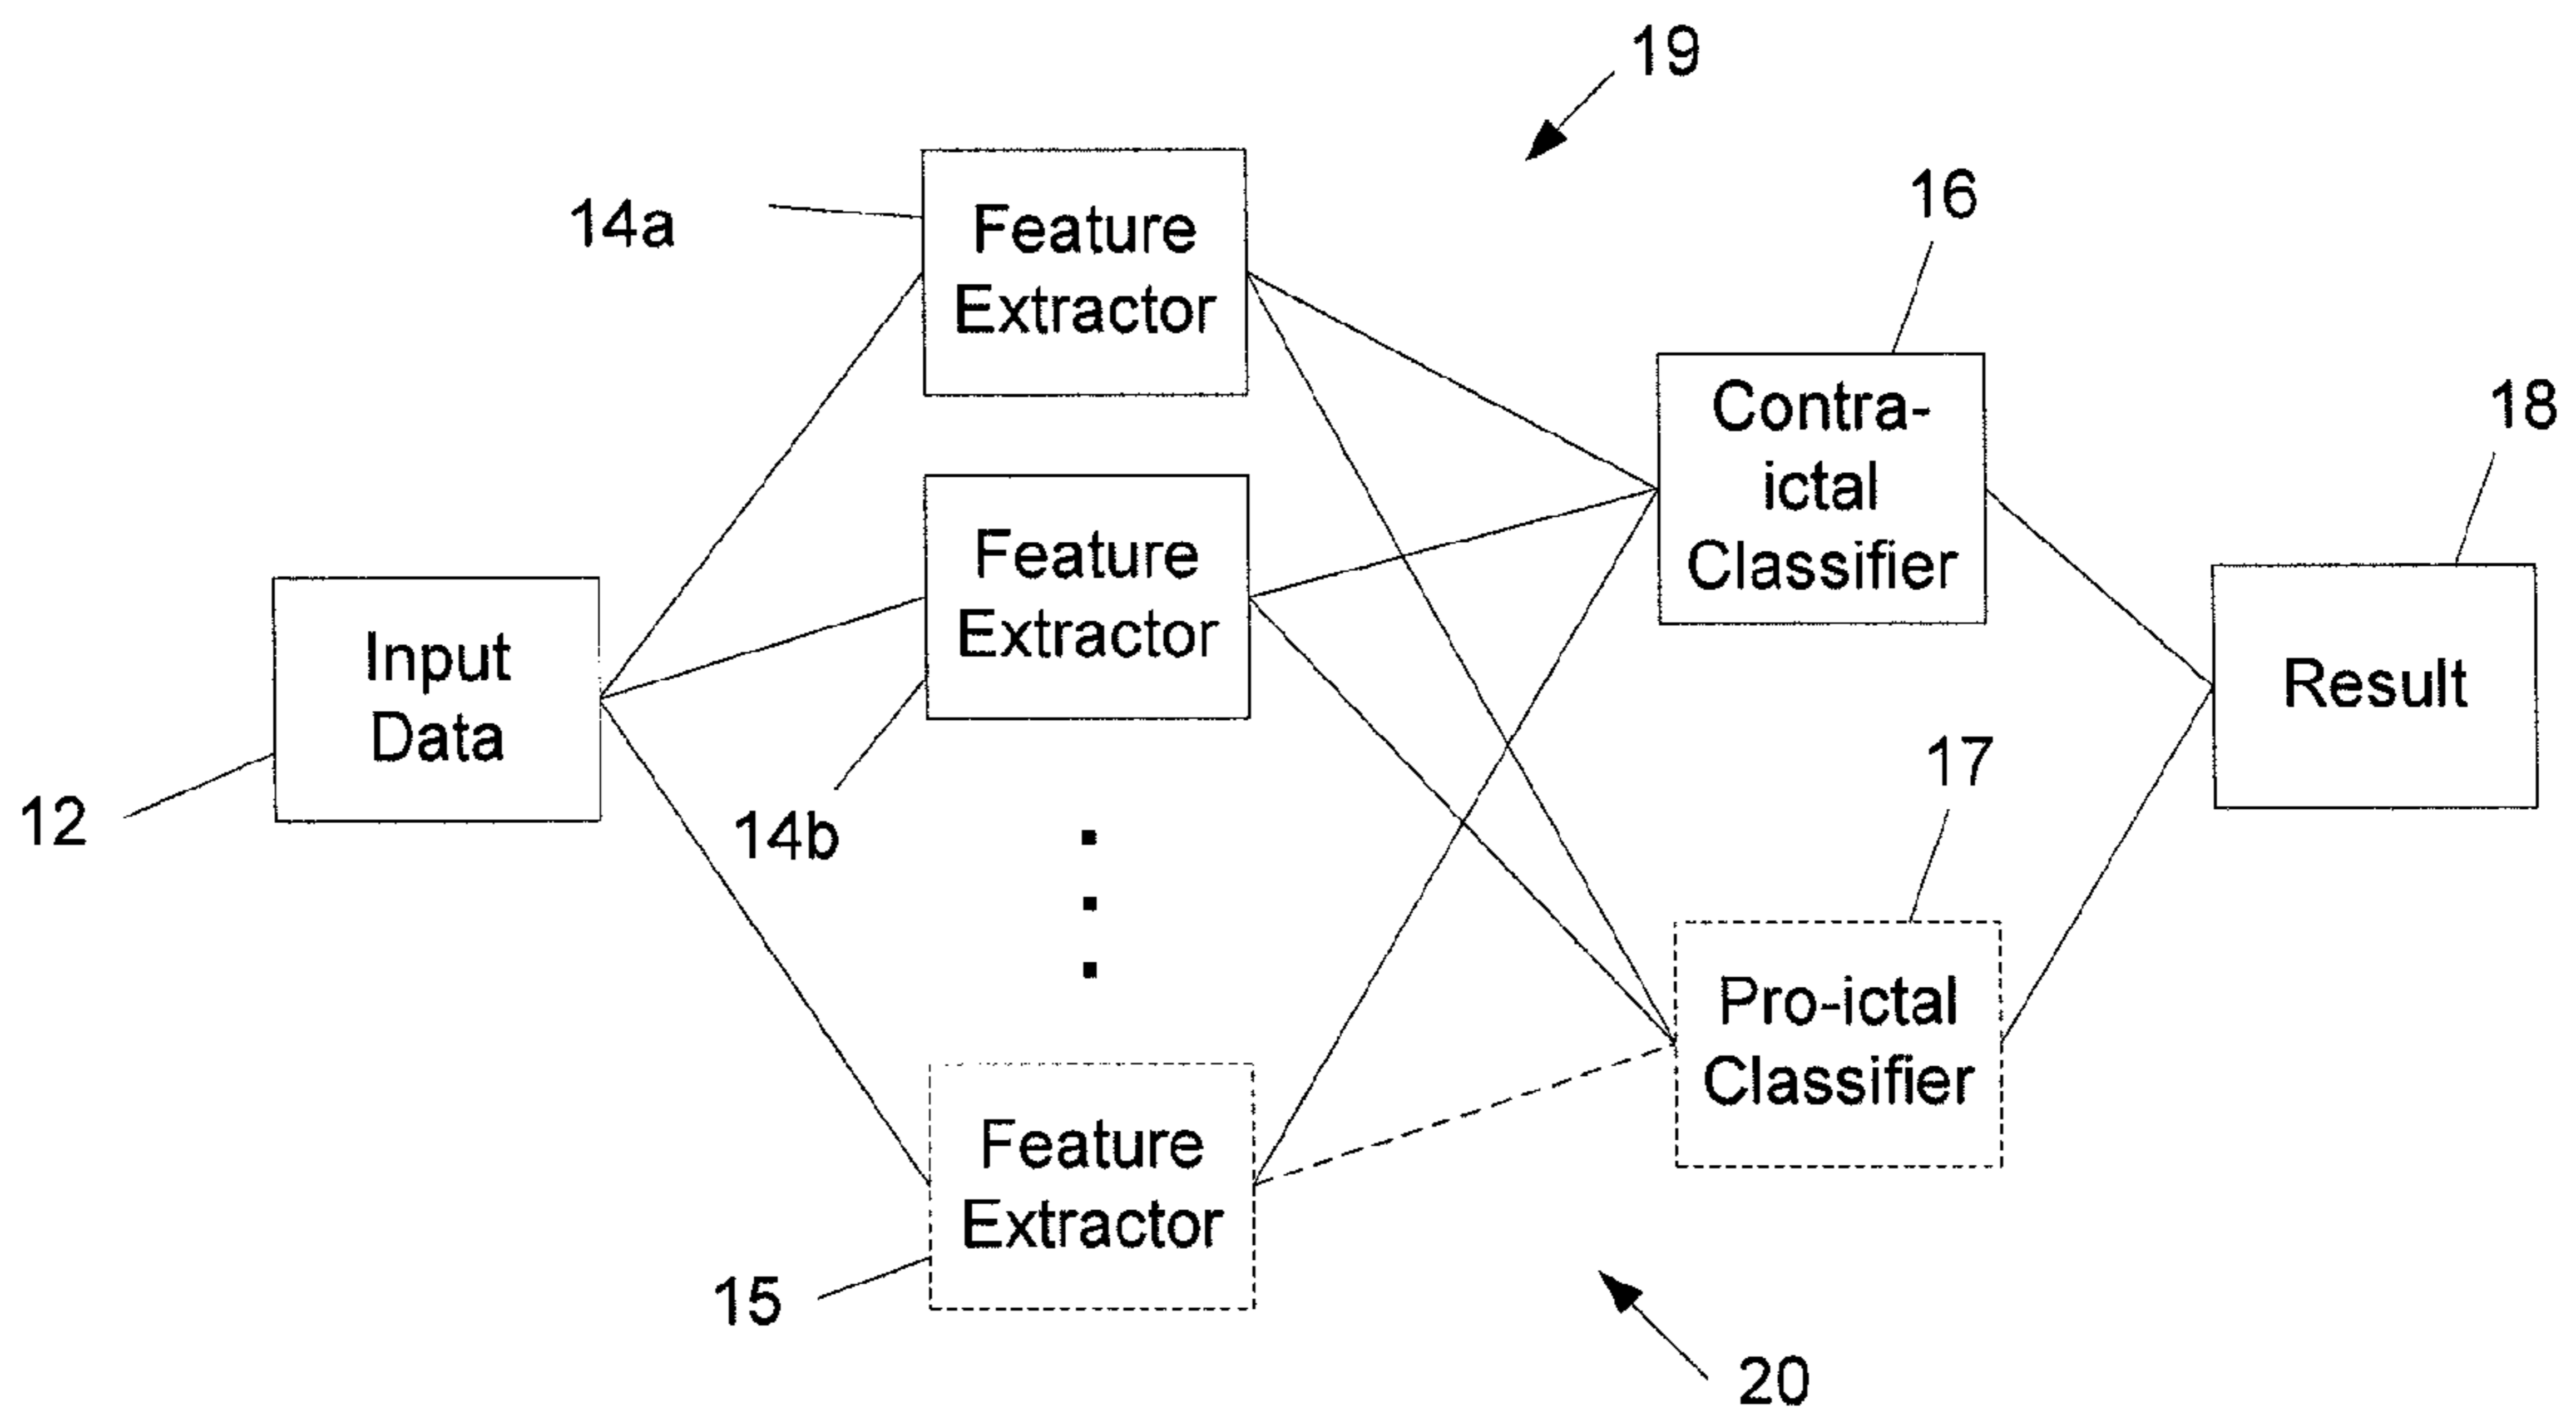 19
14a
Feature
Extractor
16
Contra-
ictal
Classifier
18
Feature
Extractor
Input
Data
Result
12
14b
17
Pro-ictal
Classifier
Feature
Extractor
15
20